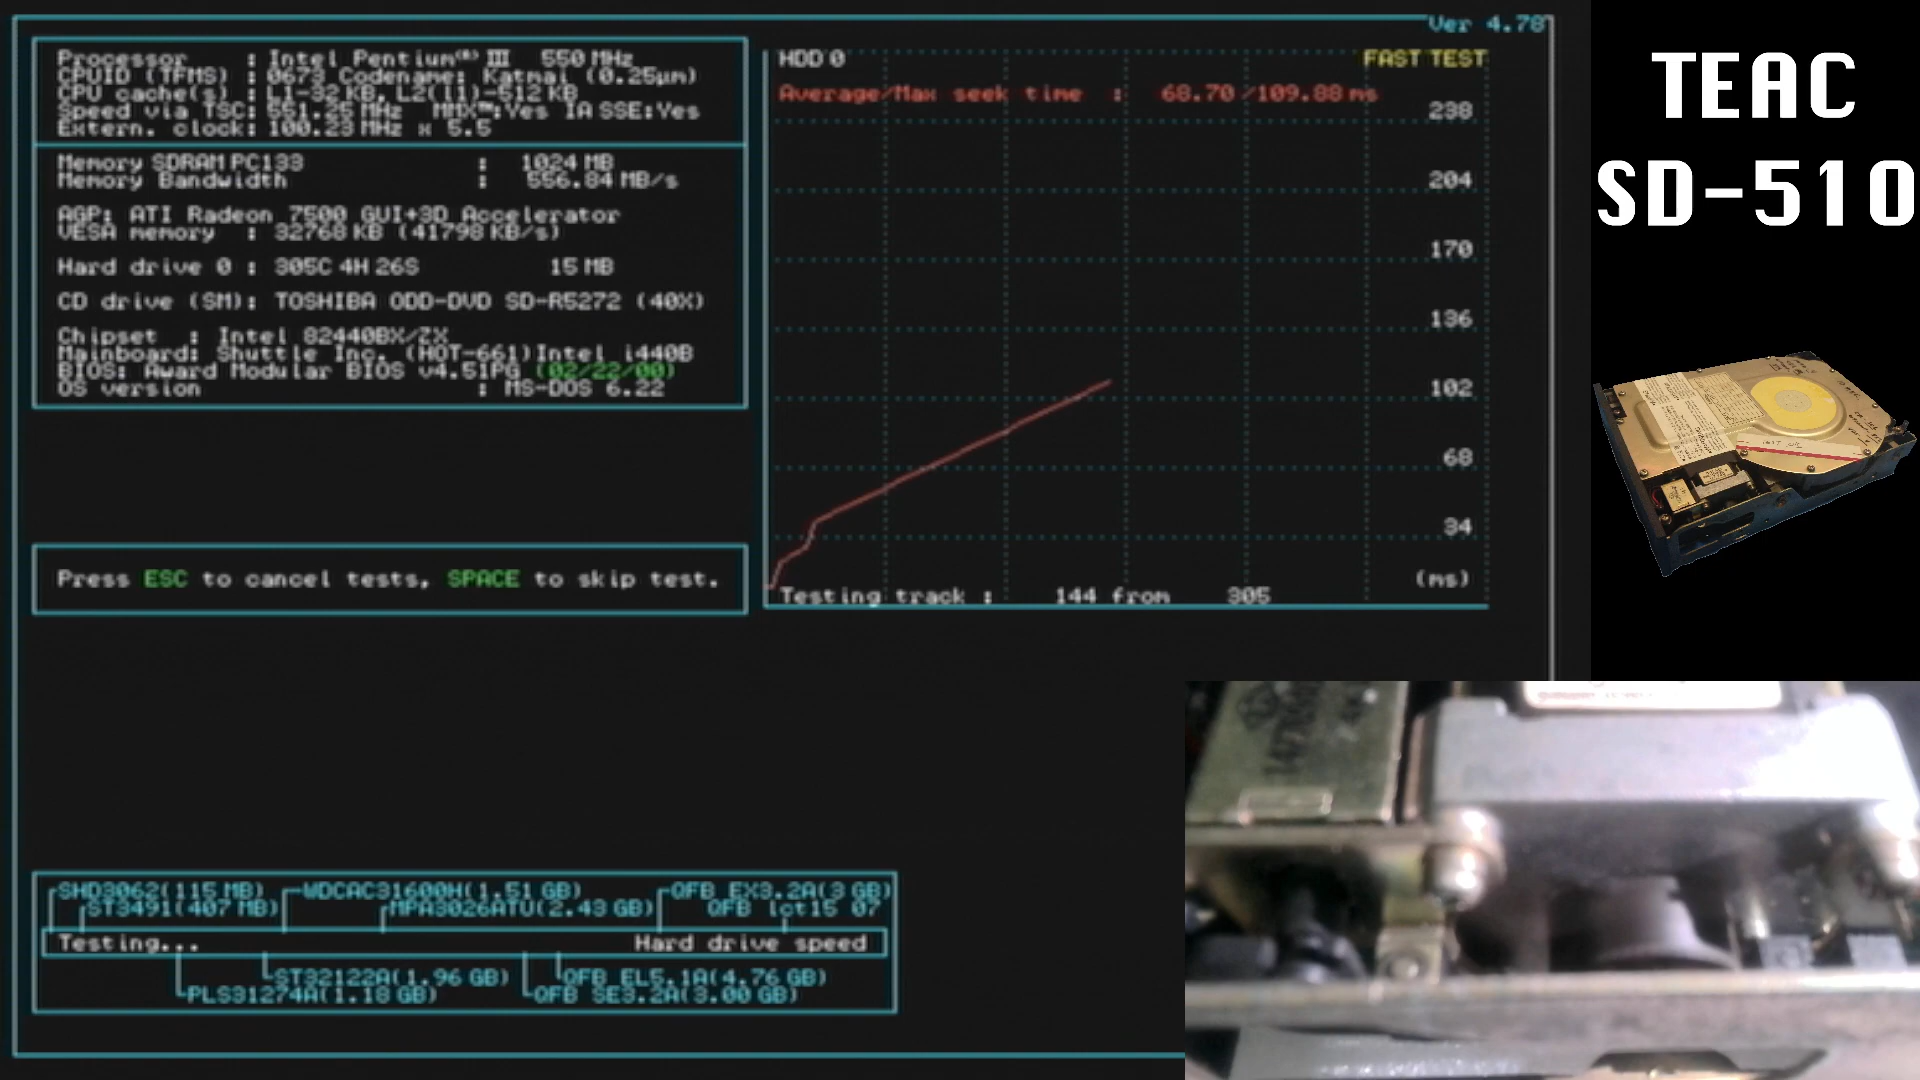 Ver 4.78
Processor : Intel Pentium(R) III 550 MHz
CPUID (TFMS) : 0673 Codename: Katmai (0.25µm)
CPU cache(s) : L1-32 KB, L2(l1)-512 KB
Speed via TSC: 551.25 MHz MMX™:Yes IA SSE:Yes
Extern. clock: 100.23 MHz x 5.5
Memory SDRAM PC133 : 1024 MB
Memory Bandwidth : 556.84 MB/s
AGP: ATI Radeon 7500 GUI+3D Accelerator
VESA memory : 32768 KB (41798 KB/s)
Hard drive 0 : 305C 4H 26S 15 MB
CD drive (SM): TOSHIBA ODD-DVD SD-R5272 (40X)
Chipset : Intel 82440BX/ZX
Mainboard: Shuttle Inc. (HOT-661)Intel i440B
BIOS: Award Modular BIOS v4.51PG (02/22/00)
OS version : MS-DOS 6.22
Press ESC to cancel tests, SPACE to skip test.
HDD 0 FAST TEST
Average/Max seek time : 68.70 /109.88 ms
238
204
170
136
102
68
34
(ms)
Testing track : 144 from 305
TEAC
SD-510
SHD3062(115 MB) WDCAC31600H(1.51 GB) OFB EX3.2A(3 GB)
ST3491(407 MB) MPA3026ATU(2.43 GB) OFB lct15 07
Testing... Hard drive speed
ST32122A(1.96 GB) OFB EL5.1A(4.76 GB)
PLS31274A(1.18 GB) OFB SE3.2A(3.00 GB)